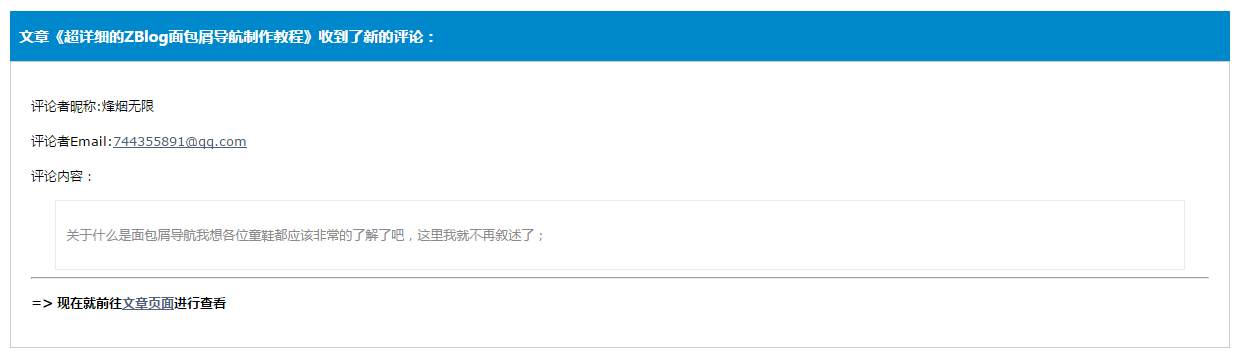 文章《超详细的ZBlog面包屑导航制作教程》收到了新的评论：
评论者昵称:烽烟无限
评论者Email:744355891@qq.com
评论内容：
关于什么是面包屑导航我想各位童鞋都应该非常的了解了吧，这里我就不再叙述了；
=> 现在就前往文章页面进行查看